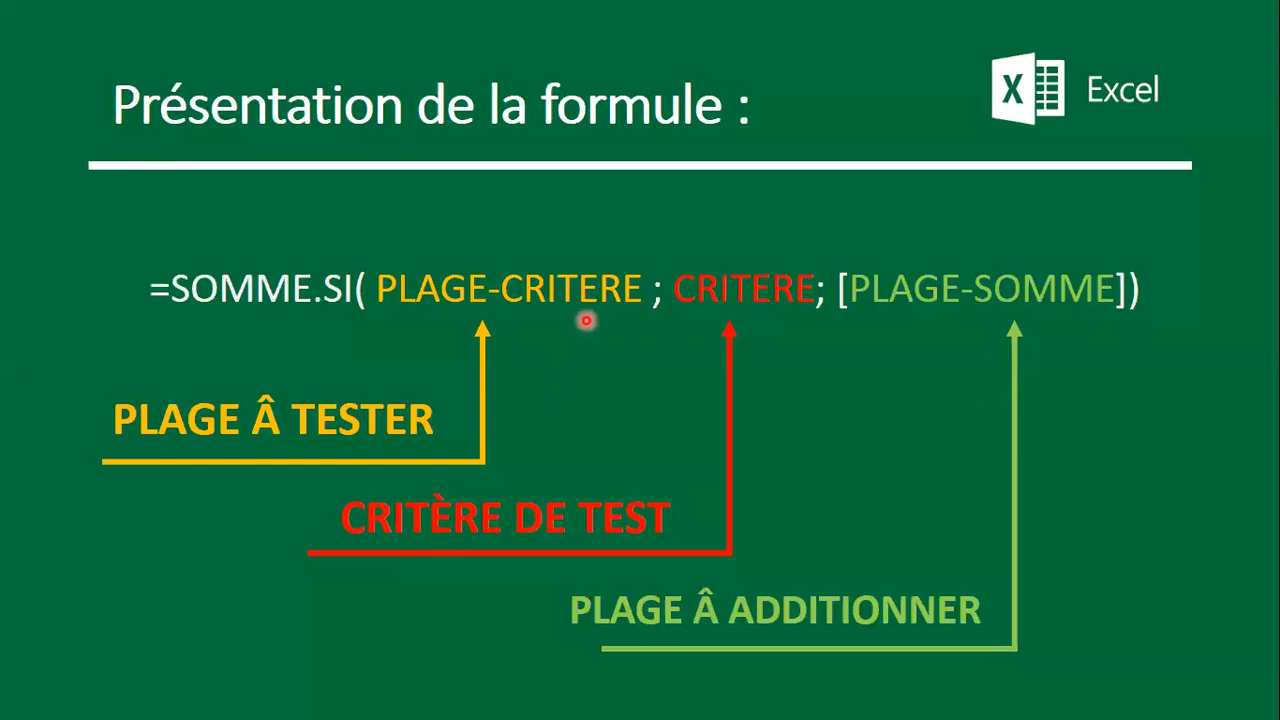 Présentation de la formule :
Excel
=SOMME.SI( PLAGE-CRITERE ; CRITERE; [PLAGE-SOMME])
PLAGE Â TESTER
CRITÈRE DE TEST
PLAGE Â ADDITIONNER